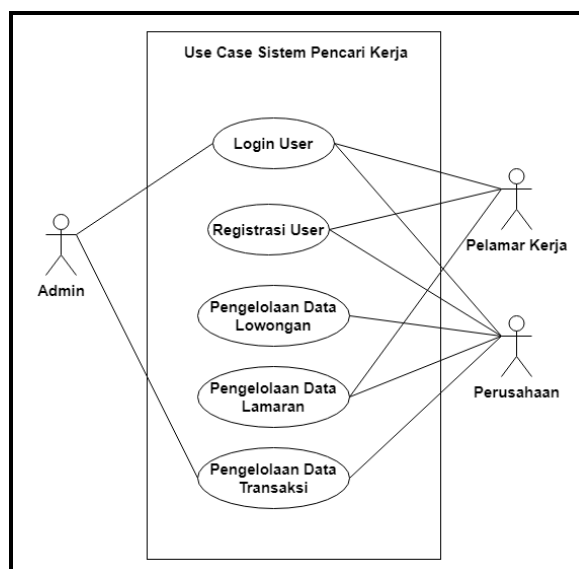 Use Case Sistem Pencari Kerja
Login User
Registrasi User
Pengelolaan Data
Lowongan
Pengelolaan Data
Lamaran
Pengelolaan Data
Transaksi
Admin
Pelamar Kerja
Perusahaan